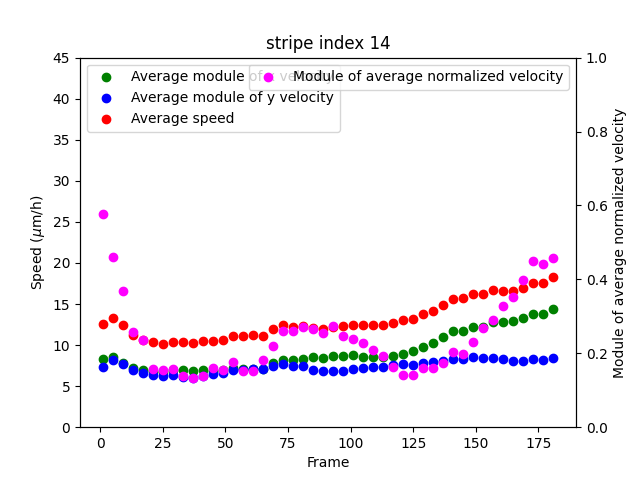 stripe index 14
Average module of x velocity
Average module of y velocity
Average speed
Module of average normalized velocity
45
40
35
30
25
20
15
10
5
0
Speed (μm/h)
1.0
0.8
0.6
0.4
0.2
0.0
Module of average normalized velocity
0 25 50 75 100 125 150 175
Frame